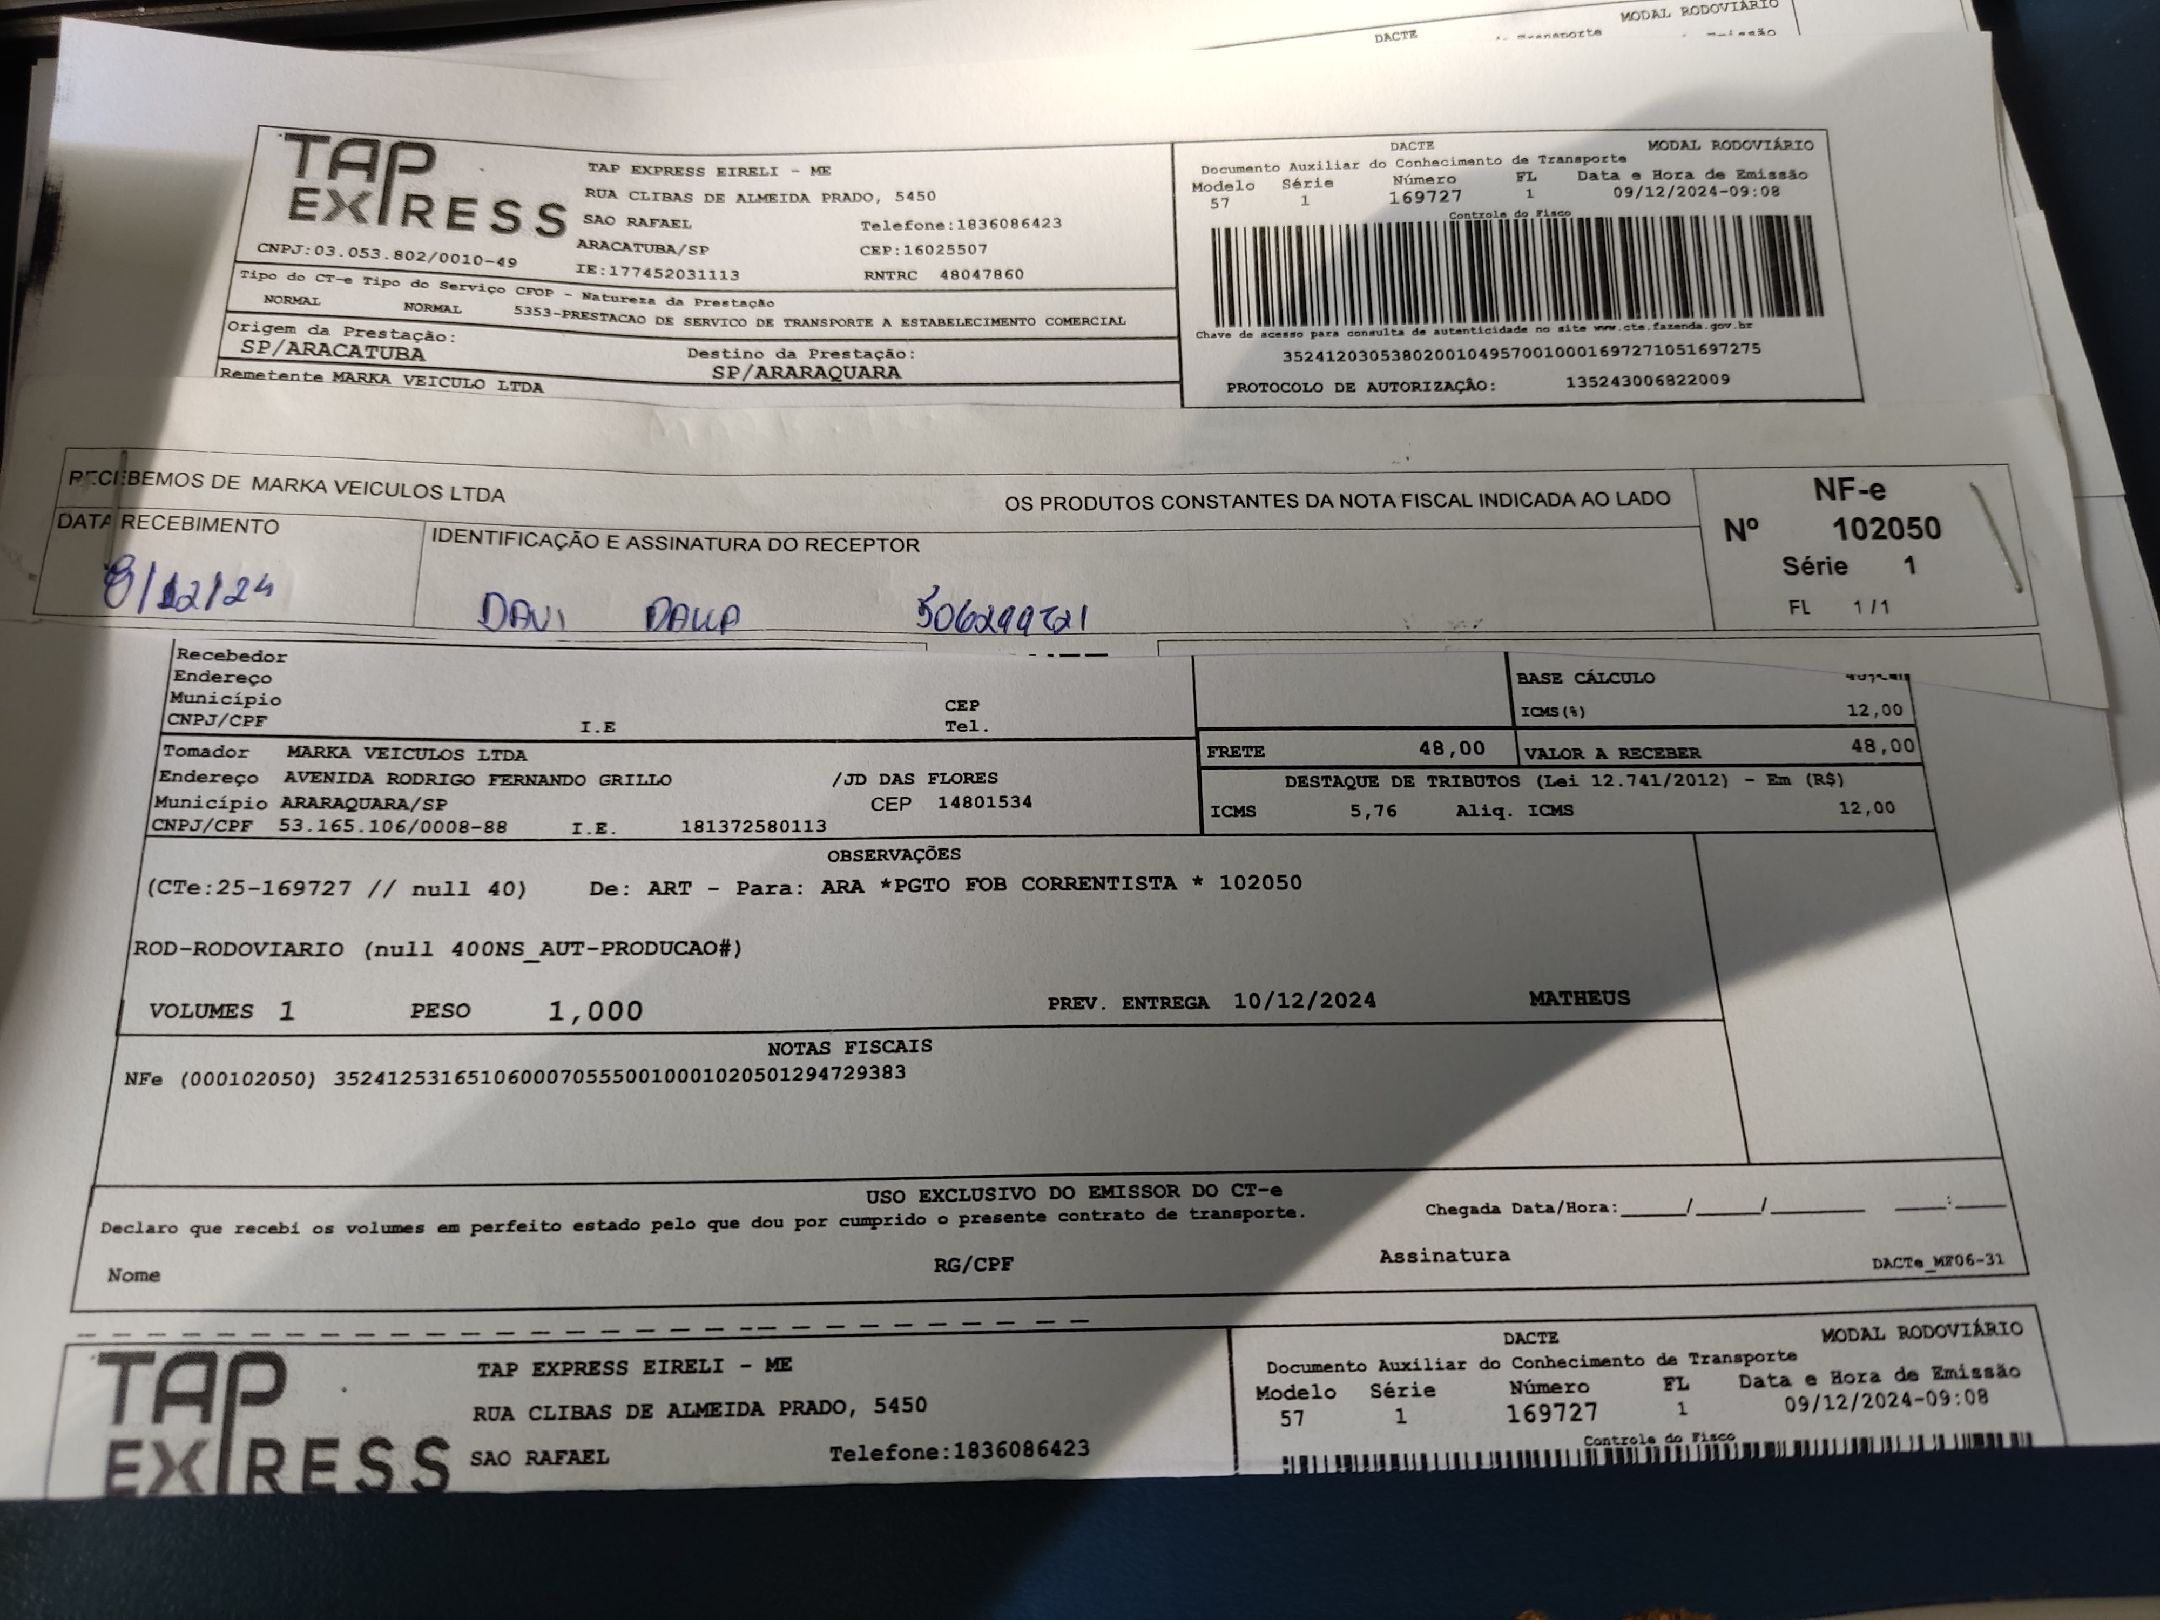 DACTE MODAL RODOVIÁRIO
TAP EXPRESS
CNPJ:03.053.802/0010-49
TAP EXPRESS EIRELI - ME
RUA CLIBAS DE ALMEIDA PRADO, 5450
SAO RAFAEL Telefone:1836086423
ARACATUBA/SP CEP:16025507
IE:177452031113 RNTRC 48047860
Tipo do CT-e Tipo do Serviço CFOP - Natureza da Prestação
NORMAL NORMAL 5353-PRESTACAO DE SERVICO DE TRANSPORTE A ESTABELECIMENTO COMERCIAL
Origem da Prestação: Destino da Prestação:
SP/ARACATUBA SP/ARARAQUARA
Remetente MARKA VEICULO LTDA
DACTE MODAL RODOVIÁRIO
Documento Auxiliar do Conhecimento de Transporte
Modelo Série Número FL Data e Hora de Emissão
57 1 169727 1 09/12/2024-09:08
Controle do Fisco
Chave de acesso para consulta de autenticidade no site www.cte.fazenda.gov.br
35241203053802001049570010001697271051697275
PROTOCOLO DE AUTORIZAÇÃO: 135243006822009
RECEBEMOS DE MARKA VEICULOS LTDA OS PRODUTOS CONSTANTES DA NOTA FISCAL INDICADA AO LADO
DATA RECEBIMENTO IDENTIFICAÇÃO E ASSINATURA DO RECEPTOR
/12/24 DAVI
NF-e
Nº 102050
Série 1
FL 1/1
Recebedor
Endereço
Município CEP
CNPJ/CPF I.E Tel.
BASE CÁLCULO
ICMS(%) 12,00
FRETE 48,00 VALOR A RECEBER 48,00
DESTAQUE DE TRIBUTOS (Lei 12.741/2012) - Em (R$)
ICMS 5,76 Aliq. ICMS 12,00
Tomador MARKA VEICULOS LTDA
Endereço AVENIDA RODRIGO FERNANDO GRILLO /JD DAS FLORES
Município ARARAQUARA/SP CEP 14801534
CNPJ/CPF 53.165.106/0008-88 I.E. 181372580113
OBSERVAÇÕES
(CTe:25-169727 // null 40) De: ART - Para: ARA *PGTO FOB CORRENTISTA * 102050
ROD-RODOVIARIO (null 400NS_AUT-PRODUCAO#)
VOLUMES 1 PESO 1,000 PREV. ENTREGA 10/12/2024 MATHEUS
NOTAS FISCAIS
NFe (000102050) 35241253165106000705550010001020501294729383
USO EXCLUSIVO DO EMISSOR DO CT-e
Declaro que recebi os volumes em perfeito estado pelo que dou por cumprido o presente contrato de transporte. Chegada Data/Hora:_____/_____/________ ____:____
Nome RG/CPF Assinatura DACTe_MF06-31
TAP EXPRESS
TAP EXPRESS EIRELI - ME
RUA CLIBAS DE ALMEIDA PRADO, 5450
SAO RAFAEL Telefone:1836086423
DACTE MODAL RODOVIÁRIO
Documento Auxiliar do Conhecimento de Transporte
Modelo Série Número FL Data e Hora de Emissão
57 1 169727 1 09/12/2024-09:08
Controle do Fisco